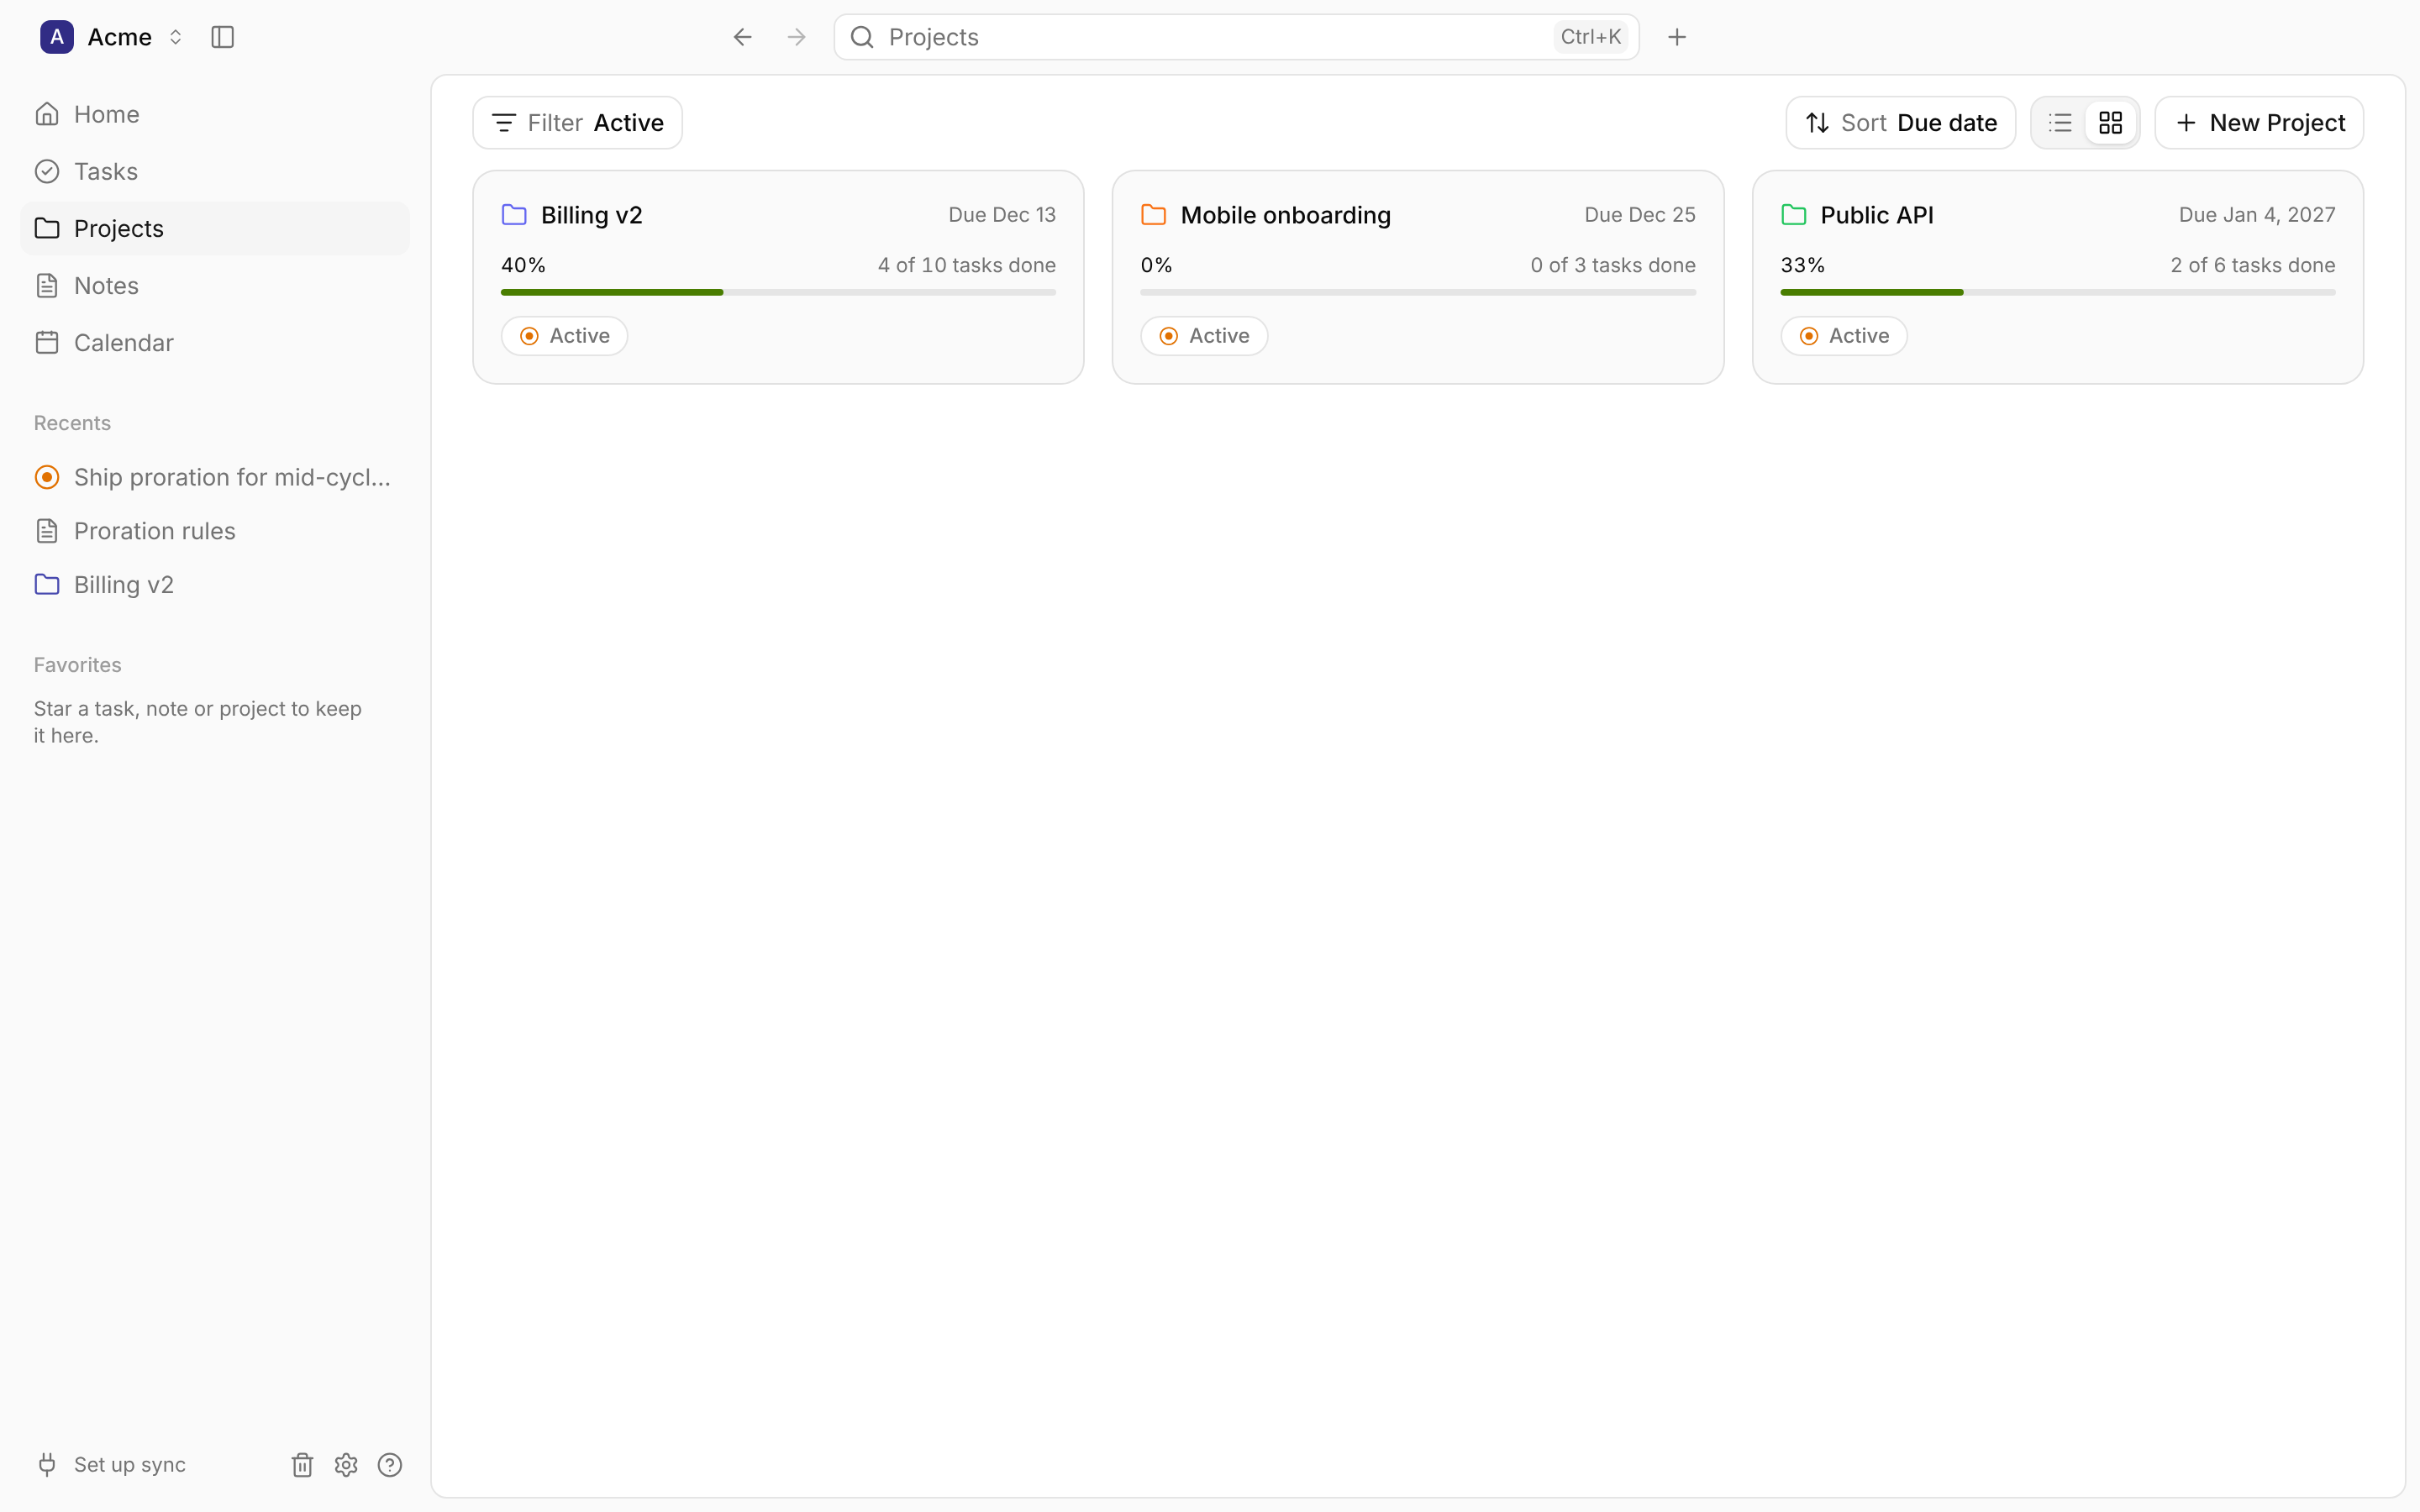 A Acme
Projects Ctrl+K
Home
Tasks
Projects
Notes
Calendar
Recents
Ship proration for mid-cycl...
Proration rules
Billing v2
Favorites
Star a task, note or project to keep
it here.
Set up sync
Filter Active
Sort Due date
New Project
Billing v2 Due Dec 13
40% 4 of 10 tasks done
Active
Mobile onboarding Due Dec 25
0% 0 of 3 tasks done
Active
Public API Due Jan 4, 2027
33% 2 of 6 tasks done
Active